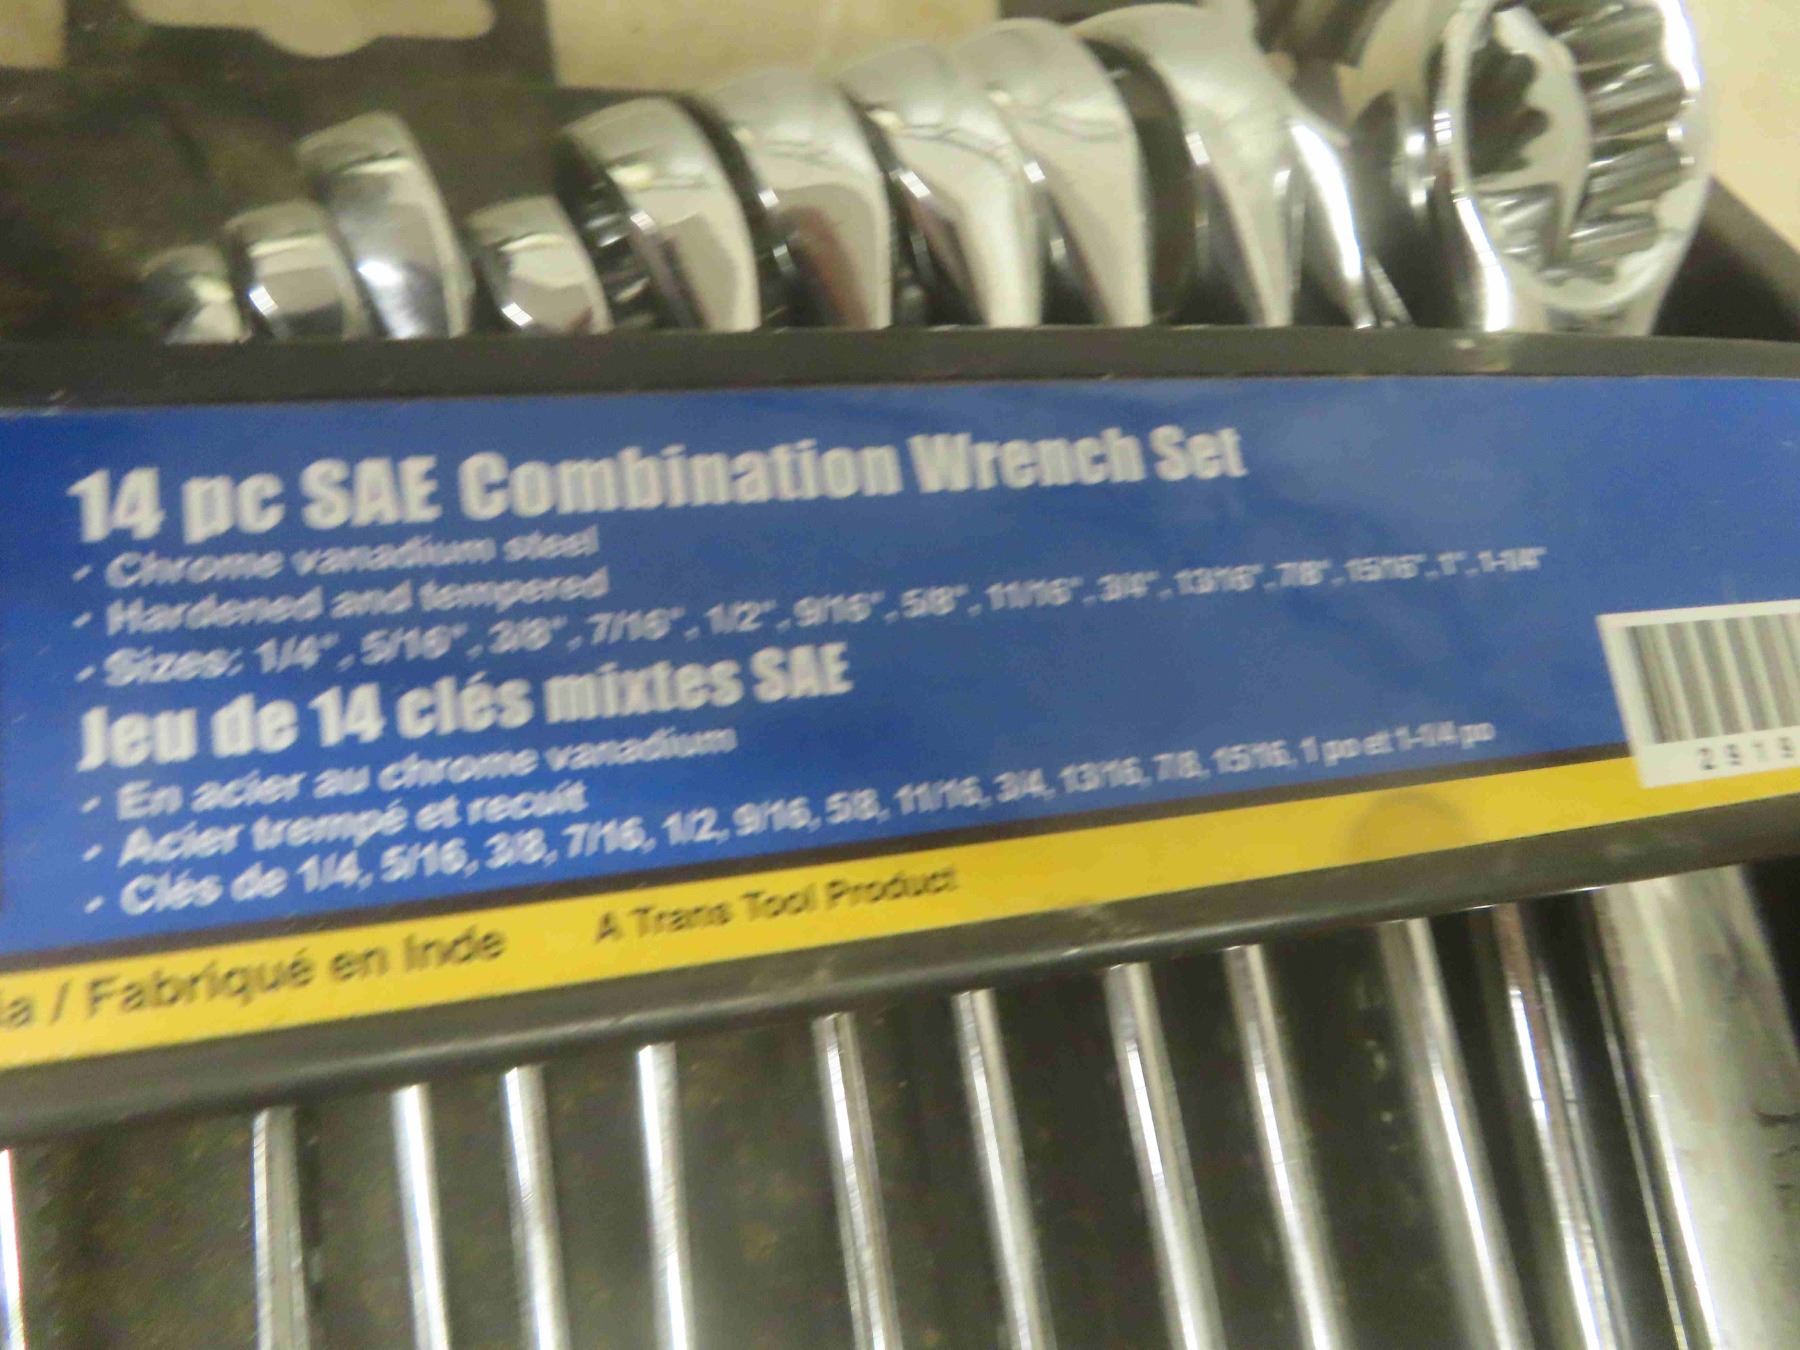 14 pc SAE Combination Wrench Set
· Chrome vanadium steel
· Hardened and tempered
· Sizes: 1/4", 5/16", 3/8", 7/16", 1/2", 9/16", 5/8", 11/16", 3/4", 13/16", 7/8", 15/16", 1", 1-1/4"
Jeu de 14 clés mixtes SAE
· En acier au chrome vanadium
· Acier trempé et recuit
· Clés de 1/4, 5/16, 3/8, 7/16, 1/2, 9/16, 5/8, 11/16, 3/4, 13/16, 7/8, 15/16, 1 po et 1-1/4 po
ia / Fabriqué en Inde A Trans Tool Product
2919